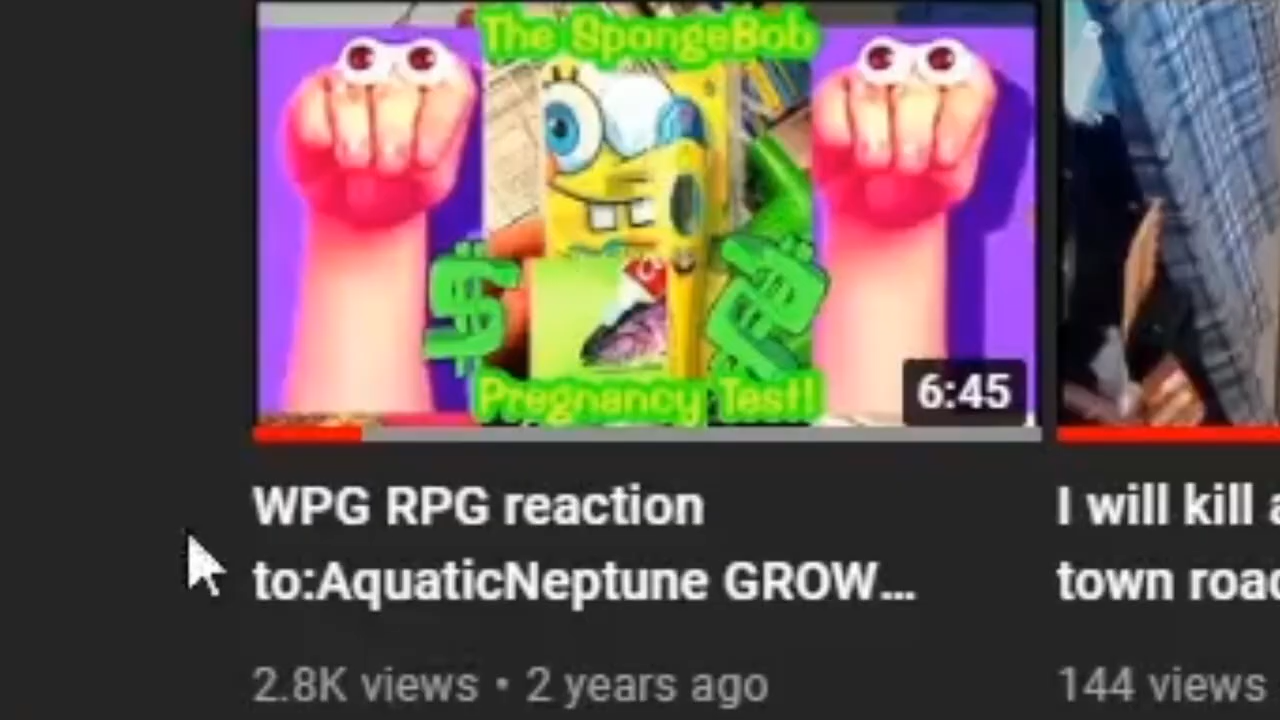 The SpongeBob
Pregnancy Test!
6:45
WPG RPG reaction
to:AquaticNeptune GROW…
2.8K views • 2 years ago
I will kill a
town road
144 views